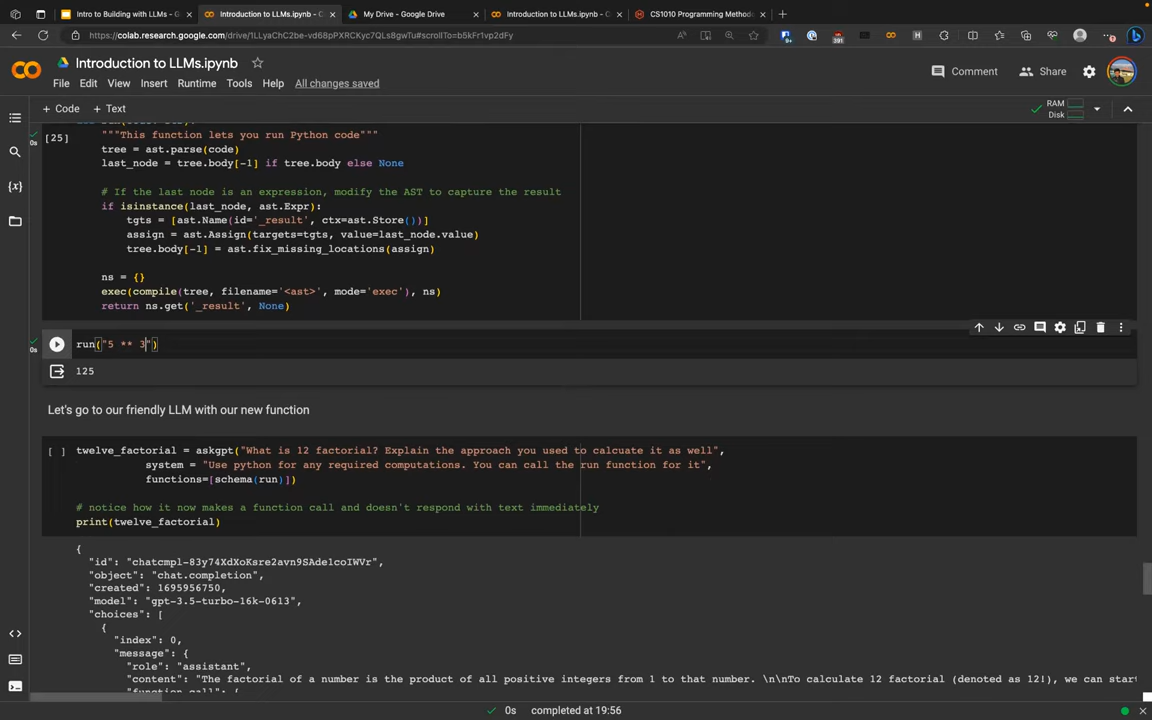 Intro to Building with LLMs - G
Introduction to LLMs.ipynb - C
My Drive - Google Drive
Introduction to LLMs.ipynb - C
CS1010 Programming Method
https://colab.research.google.com/drive/1LLyaChC2be-vd68pPXRCKyc7QLs8gwTu#scrollTo=b5kFr1vp2dFy
391
Introduction to LLMs.ipynb
File Edit View Insert Runtime Tools Help All changes saved
Comment
Share
+ Code + Text
RAM
Disk
0s
[25]
"""This function lets you run Python code"""
tree = ast.parse(code)
last_node = tree.body[-1] if tree.body else None
# If the last node is an expression, modify the AST to capture the result
if isinstance(last_node, ast.Expr):
tgts = [ast.Name(id='_result', ctx=ast.Store())]
assign = ast.Assign(targets=tgts, value=last_node.value)
tree.body[-1] = ast.fix_missing_locations(assign)
ns = {}
exec(compile(tree, filename='<ast>', mode='exec'), ns)
return ns.get('_result', None)
0s
run("5 ** 3")
125
Let's go to our friendly LLM with our new function
[ ]
twelve_factorial = askgpt("What is 12 factorial? Explain the approach you used to calcuate it as well",
system = "Use python for any required computations. You can call the run function for it",
functions=[schema(run)])
# notice how it now makes a function call and doesn't respond with text immediately
print(twelve_factorial)
{
"id": "chatcmpl-83y74XdXoKsre2avn9SAde1coIWVr",
"object": "chat.completion",
"created": 1695956750,
"model": "gpt-3.5-turbo-16k-0613",
"choices": [
{
"index": 0,
"message": {
"role": "assistant",
"content": "The factorial of a number is the product of all positive integers from 1 to that number. \n\nTo calculate 12 factorial (denoted as 12!), we can start
"function_call": {
0s completed at 19:56